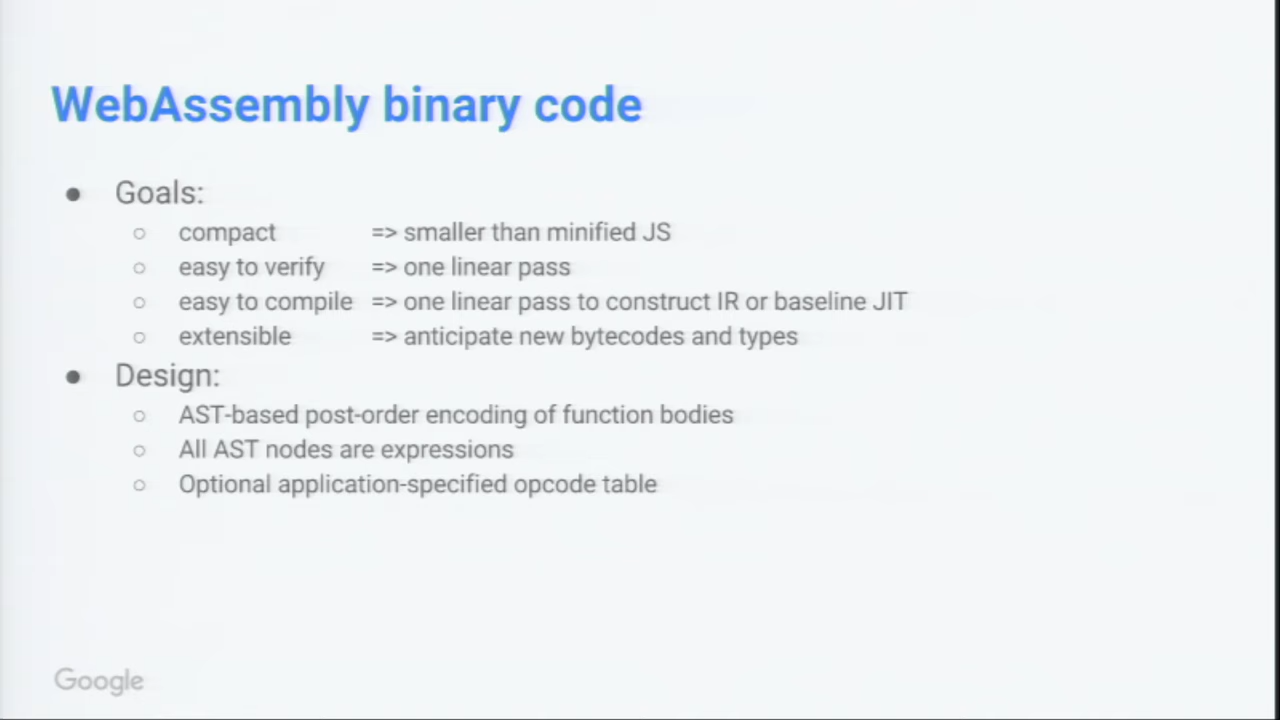 WebAssembly binary code
● Goals:
○ compact => smaller than minified JS
○ easy to verify => one linear pass
○ easy to compile => one linear pass to construct IR or baseline JIT
○ extensible => anticipate new bytecodes and types
● Design:
○ AST-based post-order encoding of function bodies
○ All AST nodes are expressions
○ Optional application-specified opcode table
Google